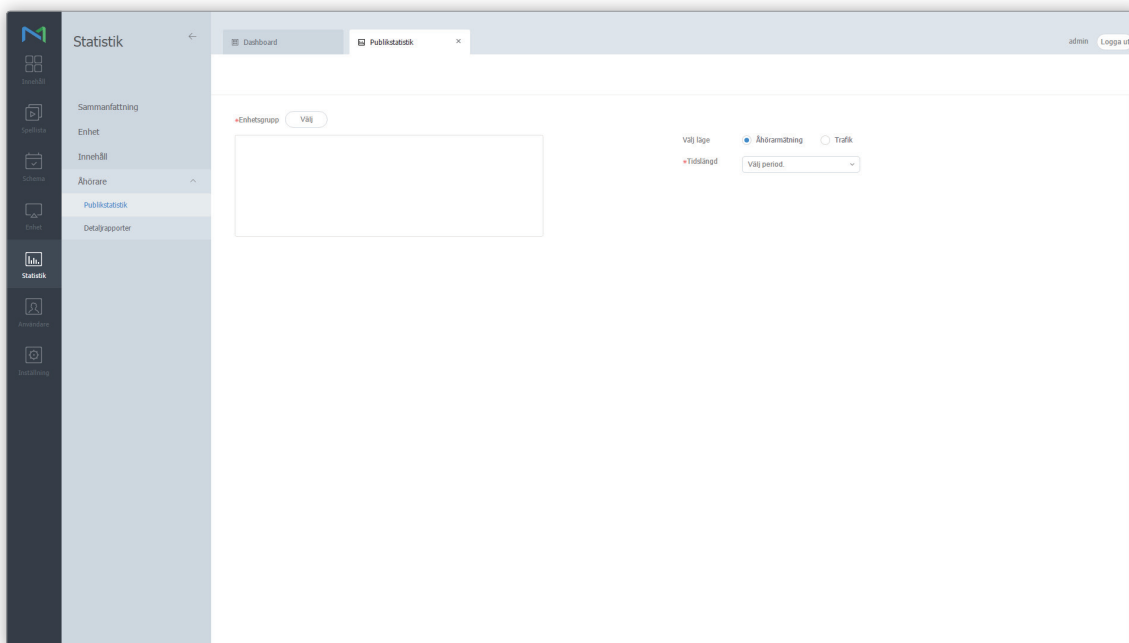 Statistik
Innehåll
Spellista
Schema
Enhet
Statistik
Användare
Inställning
Sammanfattning
Enhet
Innehåll
Åhörare
Publikstatistik
Detaljrapporter
Dashboard
Publikstatistik
admin
Logga ut
*Enhetsgrupp
Välj
Välj läge
Åhörarmätning
Trafik
*Tidslängd
Välj period.